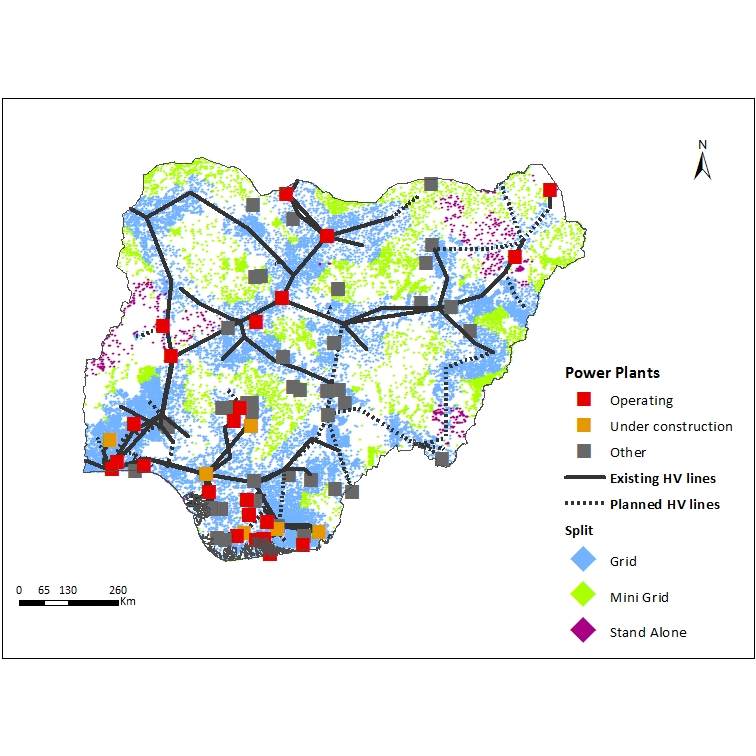 N
Power Plants
Operating
Under construction
Other
Existing HV lines
Planned HV lines
Split
Grid
Mini Grid
Stand Alone
0 65 130 260
Km